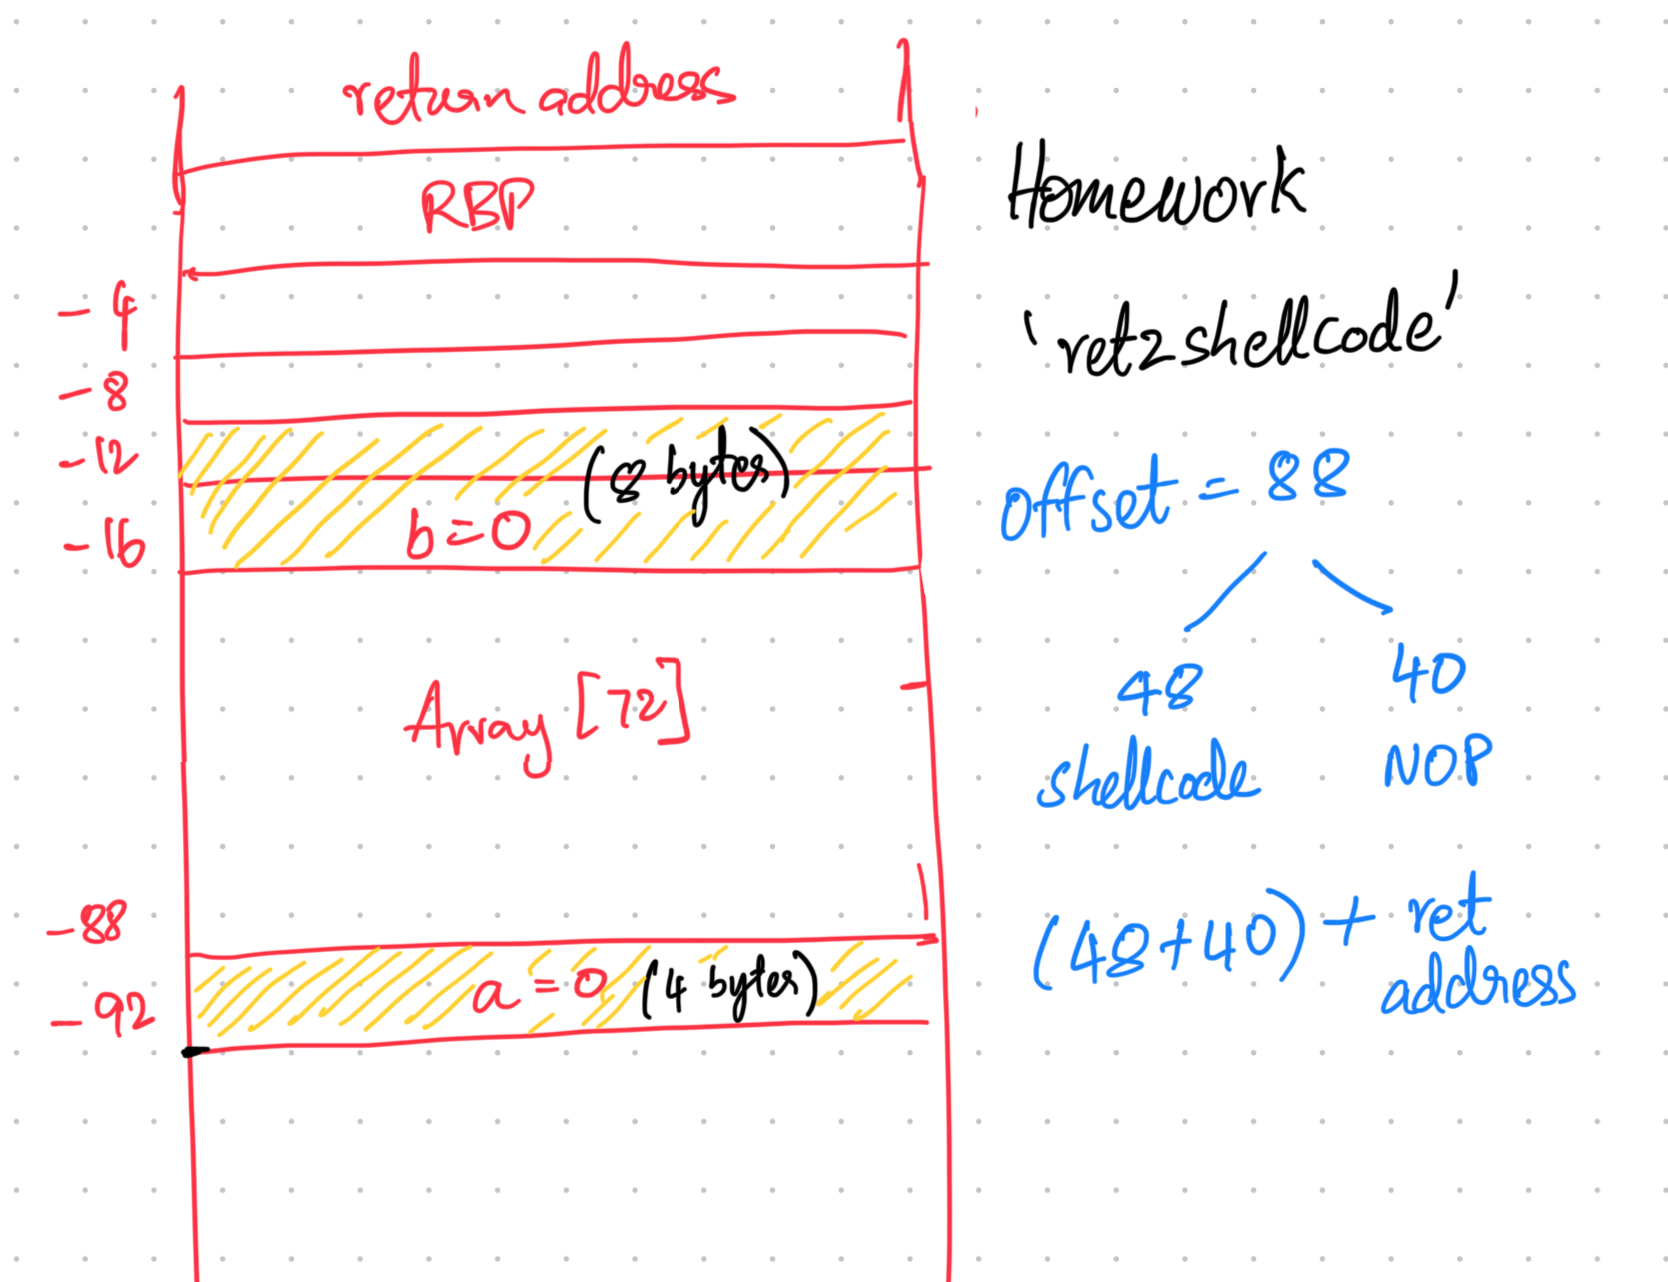 return address
RBP
- 4
- 8
- 12
(8 bytes)
- 16
b = 0
Array [72]
- 88
a = 0 (4 bytes)
- 92
Homework
'ret2shellcode'
offset = 88
48 40
shellcode NOP
(48+40) + ret
address